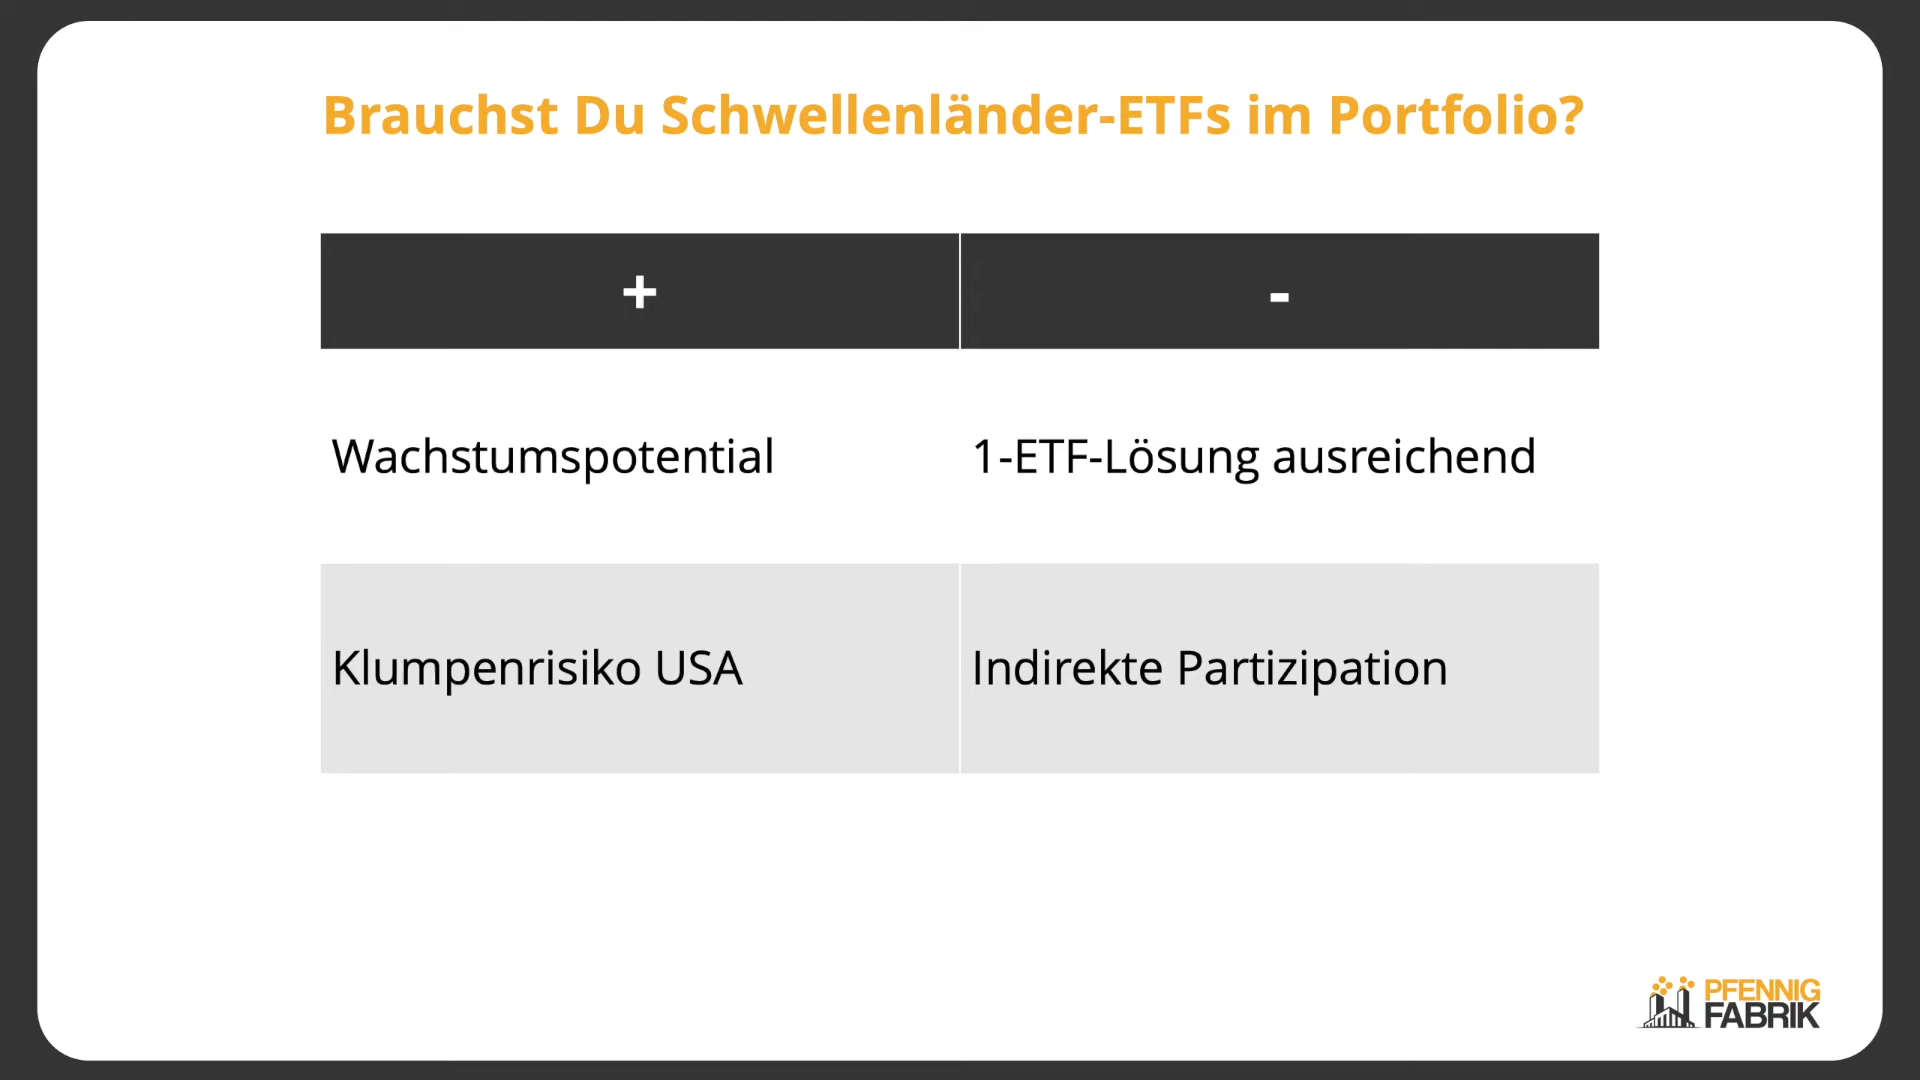 Brauchst Du Schwellenländer-ETFs im Portfolio?
+
-
Wachstumspotential
1-ETF-Lösung ausreichend
Klumpenrisiko USA
Indirekte Partizipation
PFENNIG
FABRIK